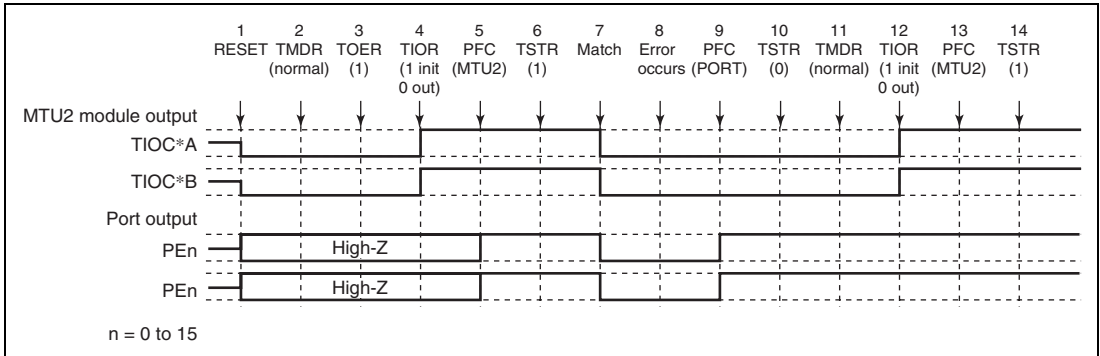 1 2 3 4 5 6 7 8 9 10 11 12 13 14
RESET TMDR TOER TIOR PFC TSTR Match Error PFC TSTR TMDR TIOR PFC TSTR
(normal) (1) (1 init (MTU2) (1) occurs (PORT) (0) (normal) (1 init (MTU2) (1)
0 out) 0 out)
MTU2 module output
TIOC*A
TIOC*B
Port output
PEn High-Z
PEn High-Z
n = 0 to 15